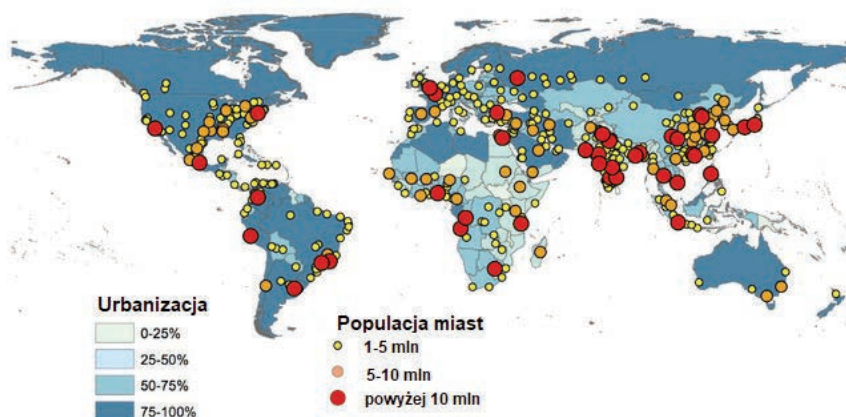 Urbanizacja
0-25%
25-50%
50-75%
75-100%
Populacja miast
1-5 mln
5-10 mln
powyżej 10 mln